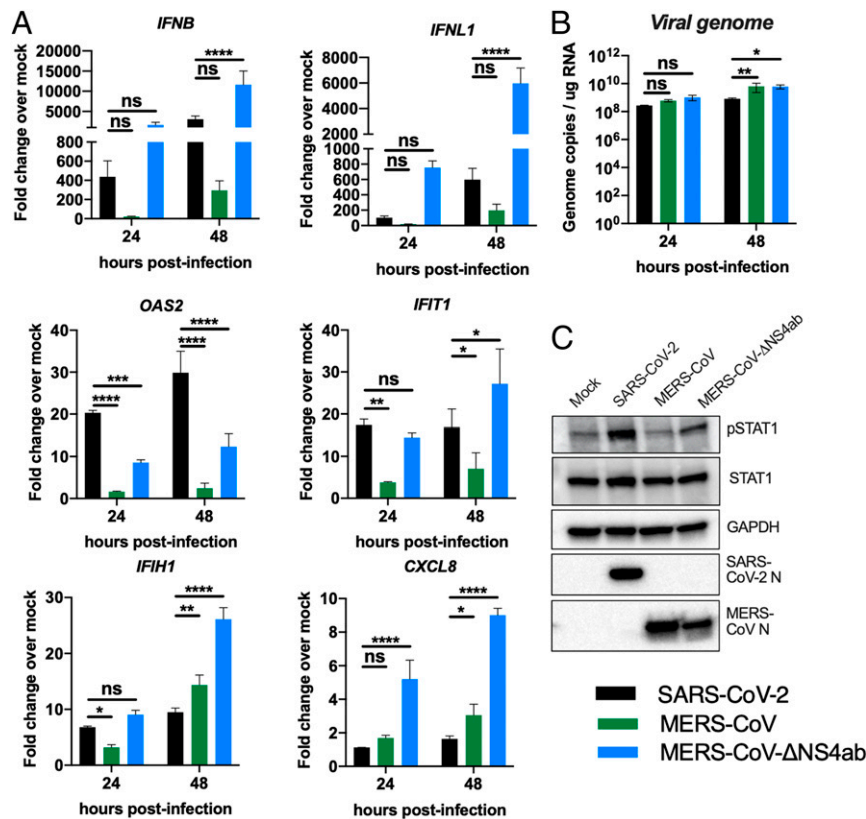 A
IFNB
Fold change over mock
20000
15000
10000
5000
1000
800
600
400
200
0
ns
ns
ns
****
24
48
hours post-infection
IFNL1
Fold change over mock
8000
6000
4000
2000
1000
800
600
400
200
0
ns
ns
ns
****
24
48
hours post-infection
B
Viral genome
Genome copies / ug RNA
10¹²
10¹⁰
10⁸
10⁶
10⁴
10²
10⁰
ns
ns
*
**
24
48
hours post-infection
OAS2
Fold change over mock
40
30
20
10
0
***
****
****
****
24
48
hours post-infection
IFIT1
Fold change over mock
40
30
20
10
0
ns
**
*
*
24
48
hours post-infection
C
Mock
SARS-CoV-2
MERS-CoV
MERS-CoV-ΔNS4ab
pSTAT1
STAT1
GAPDH
SARS-
CoV-2 N
MERS-
CoV N
IFIH1
Fold change over mock
30
20
10
0
ns
*
****
**
24
48
hours post-infection
CXCL8
Fold change over mock
10
8
6
4
2
0
****
ns
****
*
24
48
hours post-infection
SARS-CoV-2
MERS-CoV
MERS-CoV-ΔNS4ab